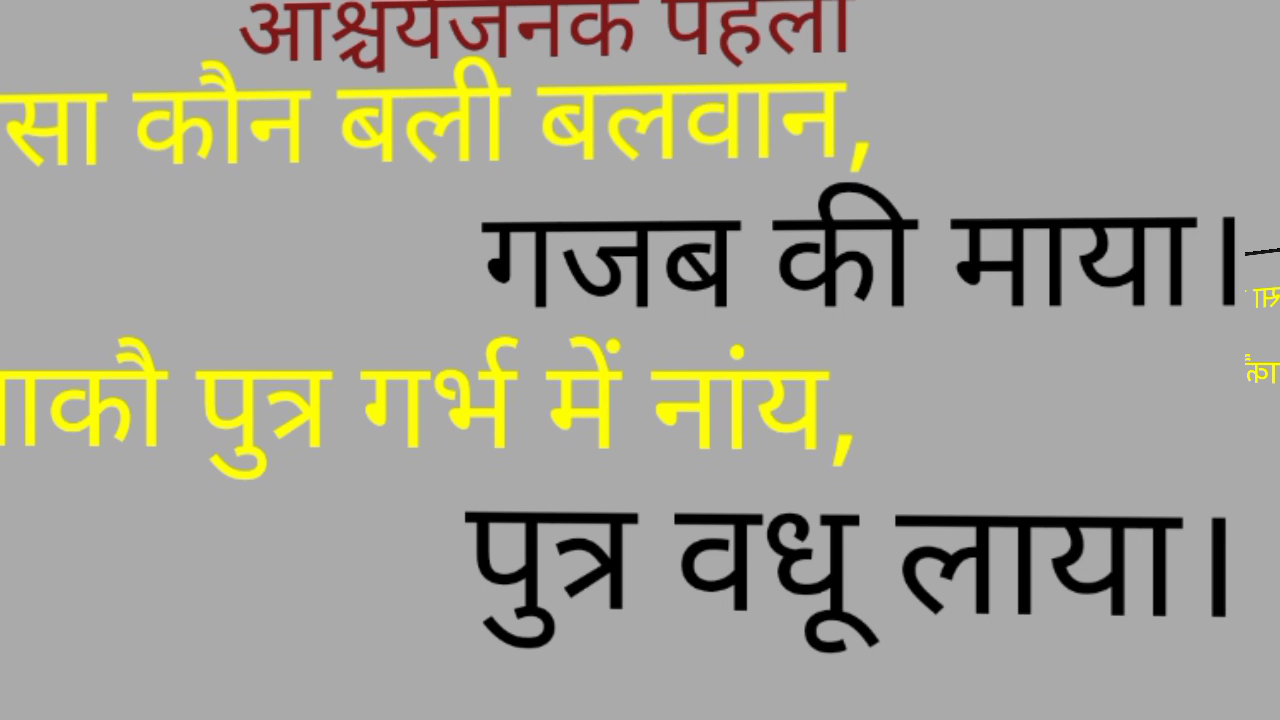 आश्चर्यजनक पहेली
सा कौन बली बलवान,
गजब की माया।
ाकौ पुत्र गर्भ में नांय,
पुत्र वधू लाया।